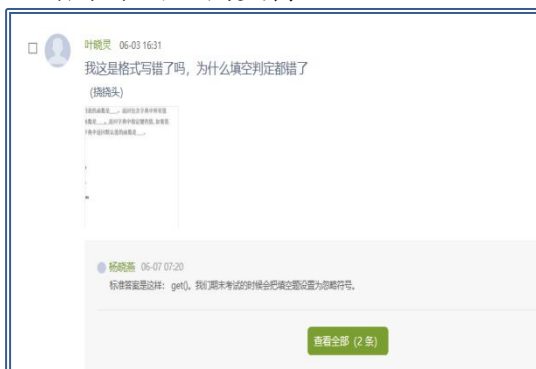 叶晓灵 06-03 16:31
我这是格式写错了吗，为什么填空判定都错了
(挠挠头)
杨晓燕 06-07 07:20
标准答案是这样： get()。我们期末考试的时候会把填空题设置为忽略符号。
查看全部 (2 条)